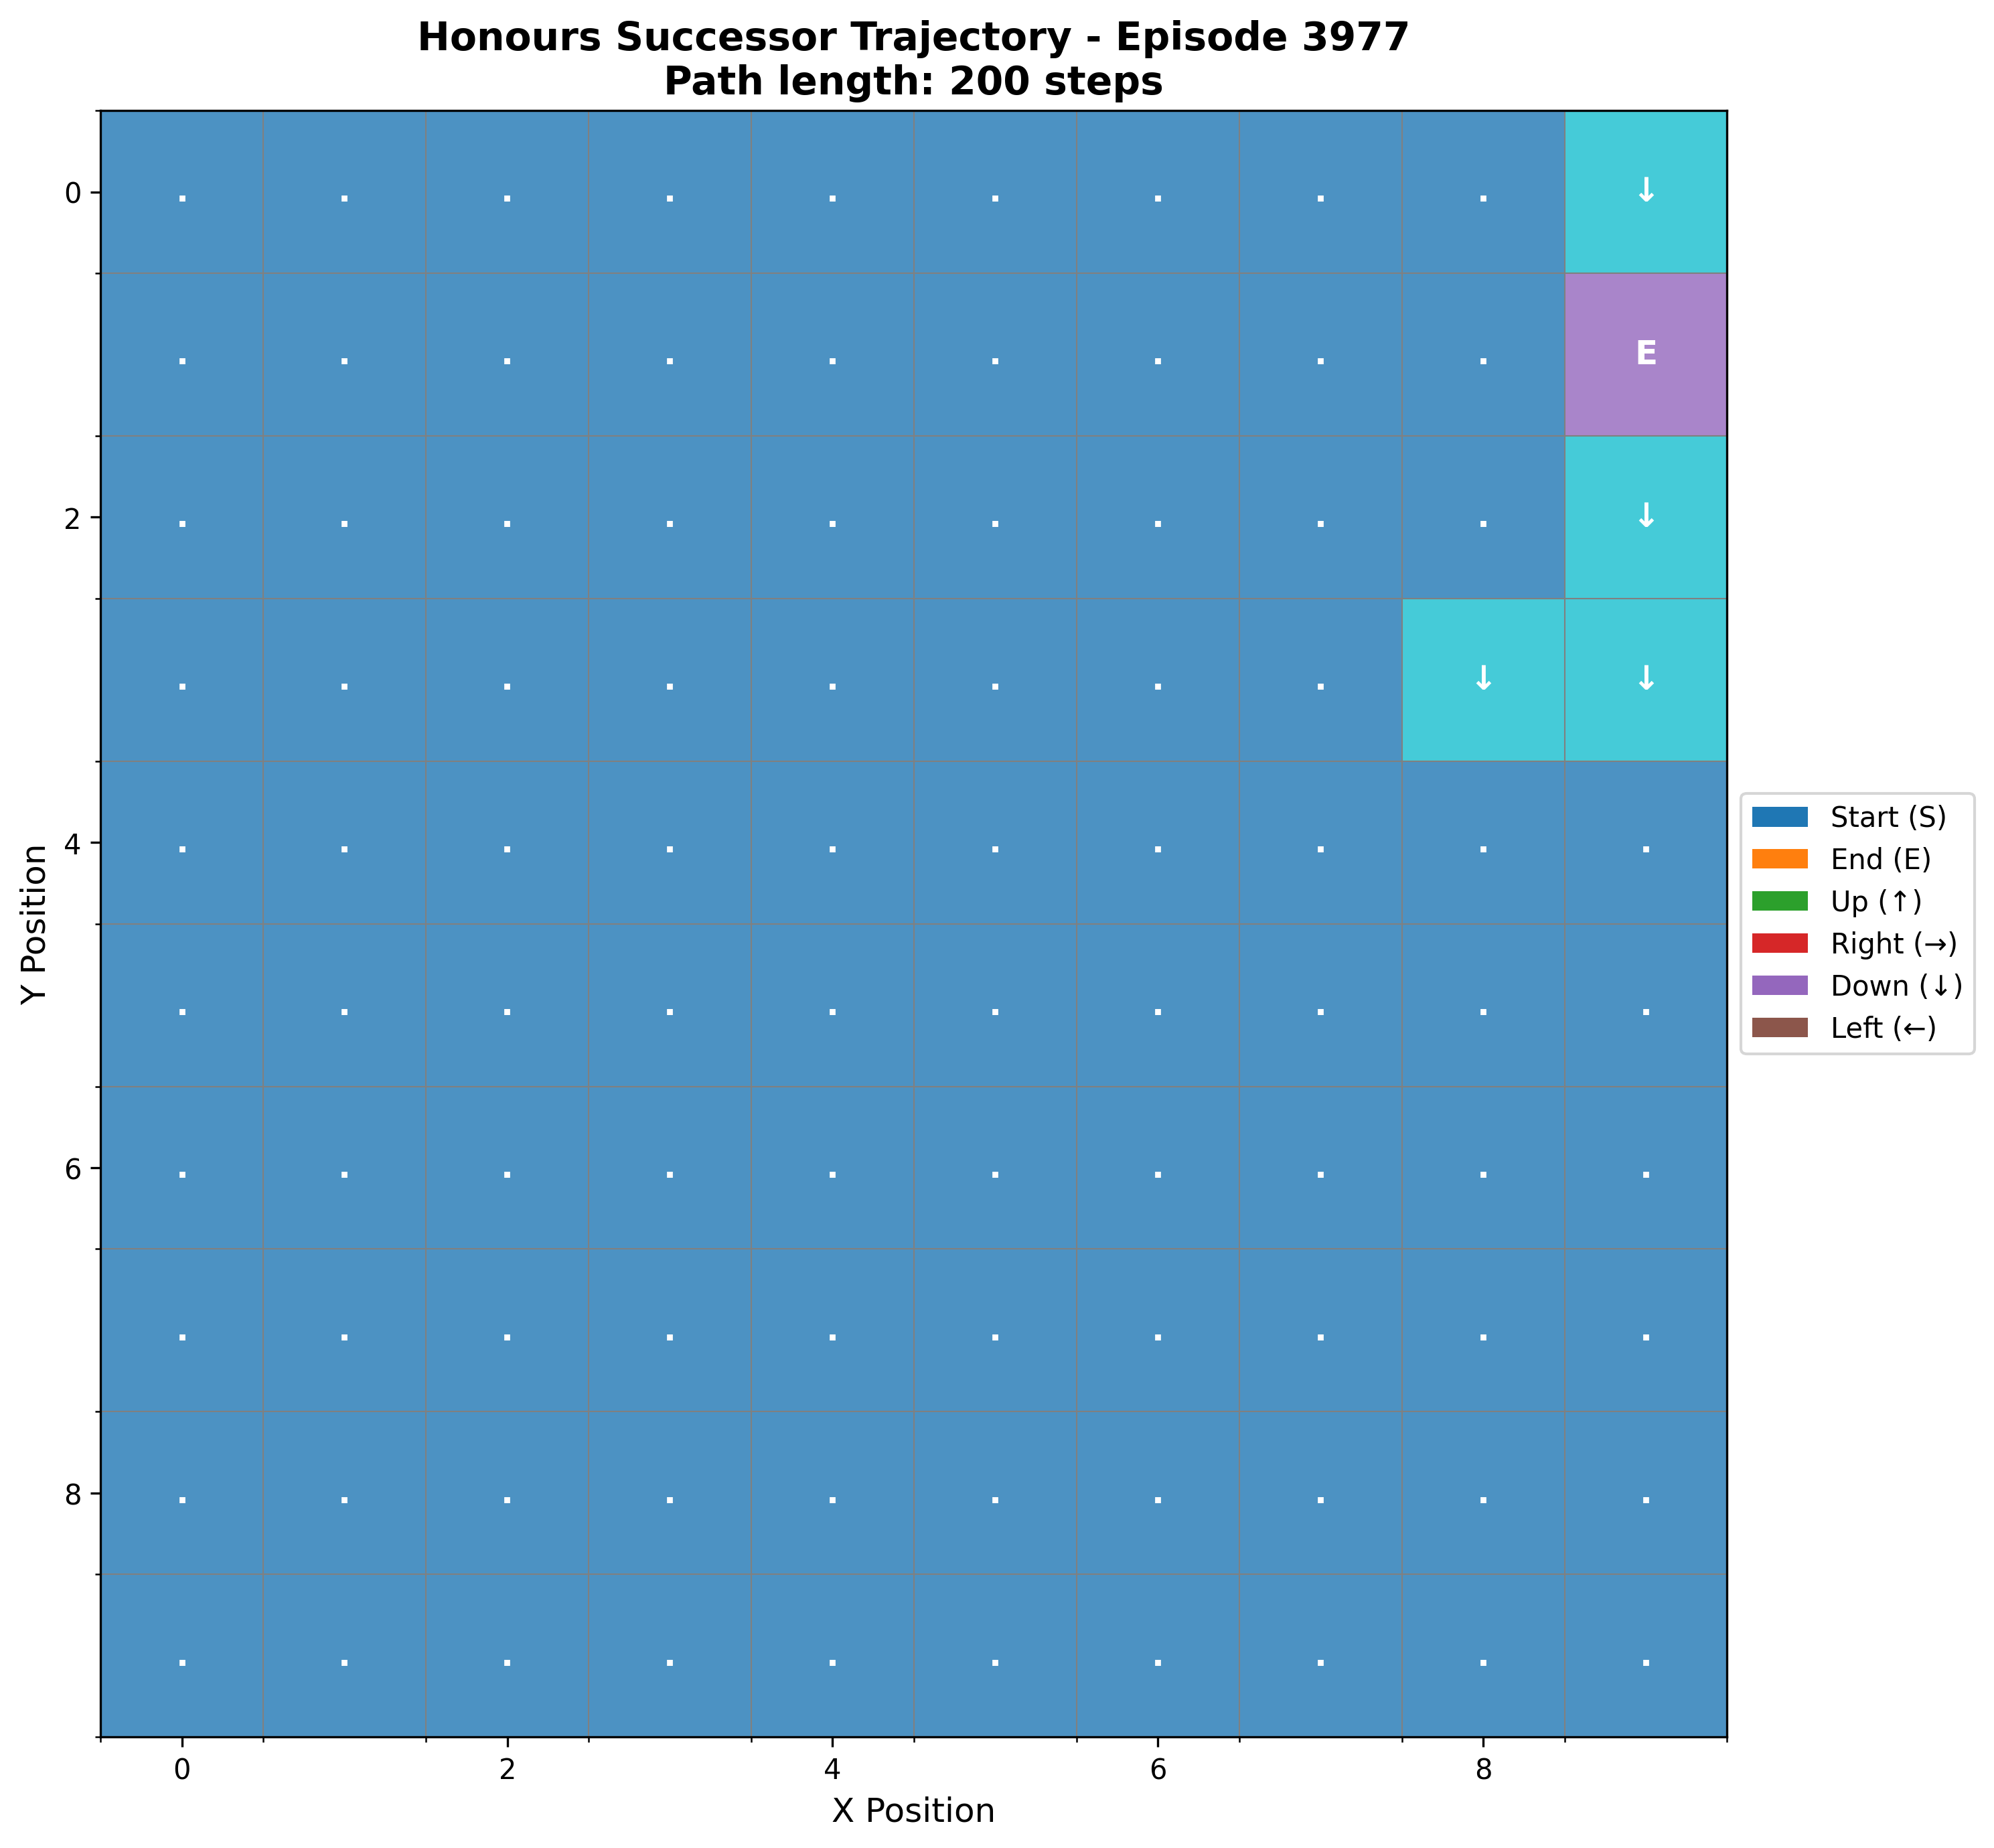 Honours Successor Trajectory - Episode 3977
Path length: 200 steps
0
· · · · · · · · · ↓
· · · · · · · · · E
2
· · · · · · · · · ↓
· · · · · · · · ↓ ↓
4
· · · · · · · · · ·
· · · · · · · · · ·
6
· · · · · · · · · ·
· · · · · · · · · ·
8
· · · · · · · · · ·
· · · · · · · · · ·
Y Position
0 2 4 6 8
X Position
Start (S)
End (E)
Up (↑)
Right (→)
Down (↓)
Left (←)